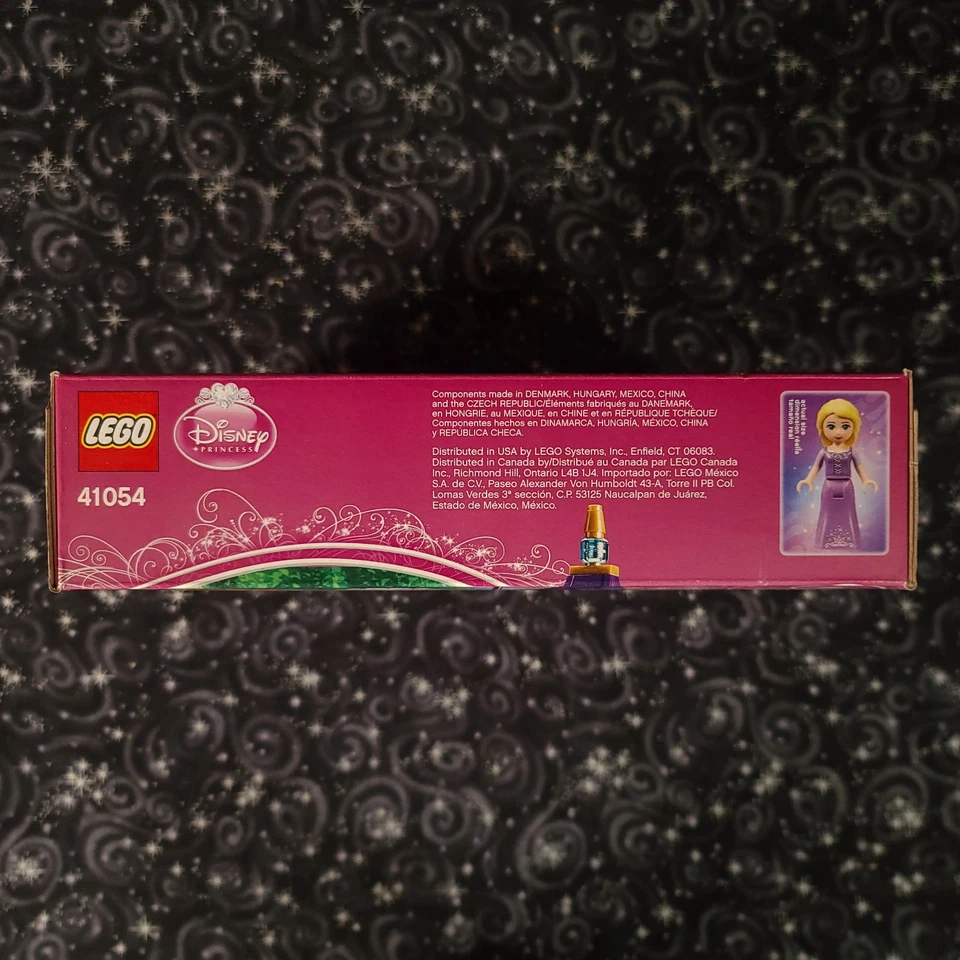 LEGO
Disney
PRINCESS
41054
Components made in DENMARK, HUNGARY, MEXICO, CHINA
and the CZECH REPUBLIC/Éléments fabriqués au DANEMARK,
en HONGRIE, au MEXIQUE, en CHINE et en RÉPUBLIQUE TCHÈQUE/
Componentes hechos en DINAMARCA, HUNGRÍA, MÉXICO, CHINA
y REPÚBLICA CHECA.
Distributed in USA by LEGO Systems, Inc., Enfield, CT 06083.
Distributed in Canada by/Distribué au Canada par LEGO Canada
Inc., Richmond Hill, Ontario L4B 1J4. Importado por: LEGO México
S.A. de C.V., Paseo Alexander Von Humboldt 43-A, Torre II PB Col.
Lomas Verdes 3ª sección, C.P. 53125 Naucalpan de Juárez,
Estado de México, México.
actual size
dimension réelle
tamaño real